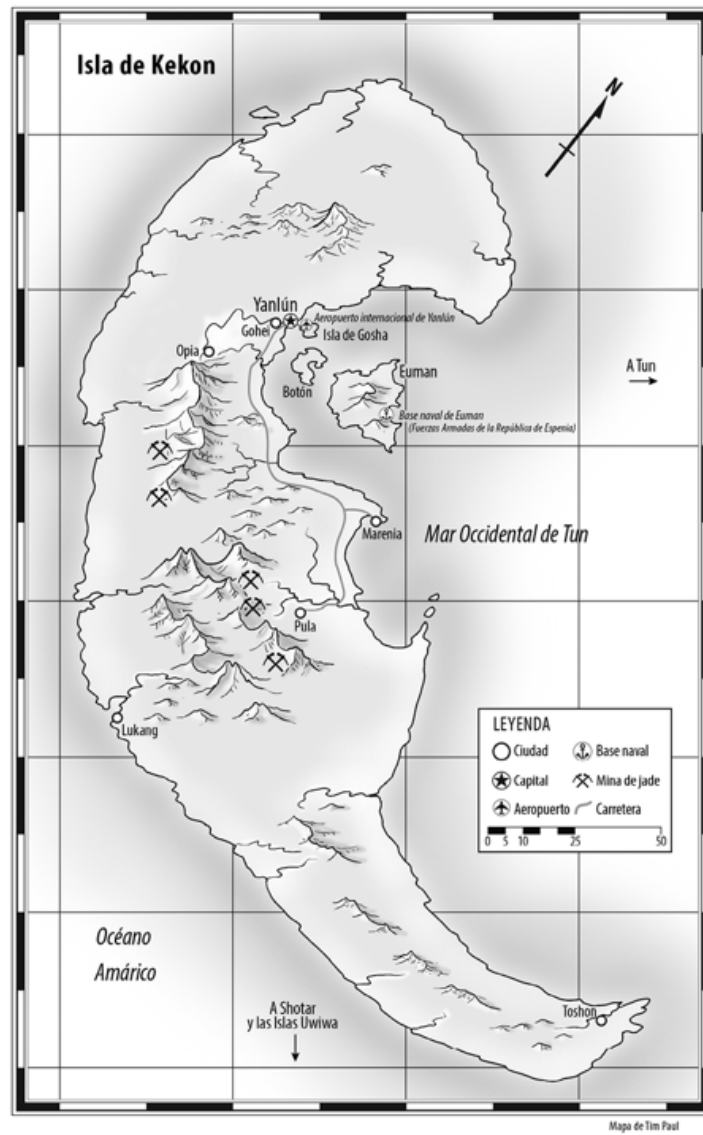 Isla de Kekon
N
Yanlún
Gohei
Aeropuerto internacional de Yanlún
Isla de Gosha
Opia
Botón
Euman
A Tun
Base naval de Euman
(Fuerzas Armadas de la República de Espenia)
Marenia
Mar Occidental de Tun
Pula
Lukang
LEYENDA
Ciudad
Base naval
Capital
Mina de jade
Aeropuerto
Carretera
0 5 10 25 50
Océano
Amárico
A Shotar
y las Islas Uwiwa
Toshon
Mapa de Tim Paul